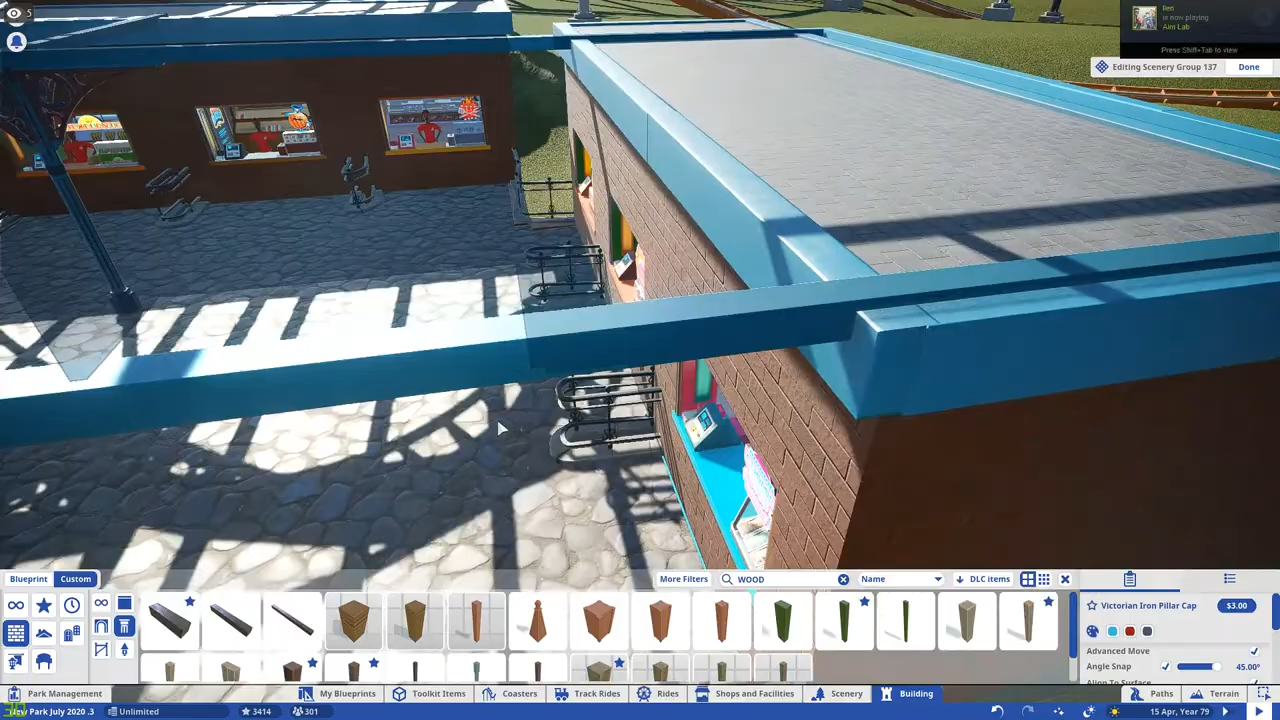 5
is now playing
Aim Lab
Press Shift+Tab to view
Editing Scenery Group 137
Done
Blueprint
Custom
More Filters
WOOD
Name
DLC items
Victorian Iron Pillar Cap
$3.00
Advanced Move
Angle Snap
45.00°
Park Management
My Blueprints
Toolkit Items
Coasters
Track Rides
Rides
Shops and Facilities
Scenery
Building
Paths
Terrain
Park July 2020 .3
Unlimited
3414
301
15 Apr, Year 79